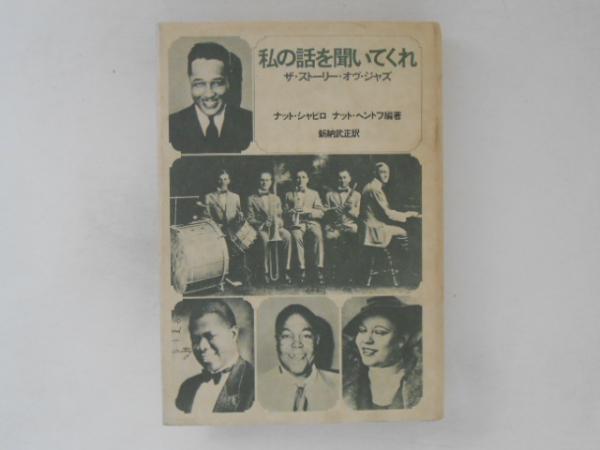 私の話を聞いてくれ
ザ・ストーリー・オヴ・ジャズ
ナット・シャピロ ナット・ヘントフ編著
新納武正訳